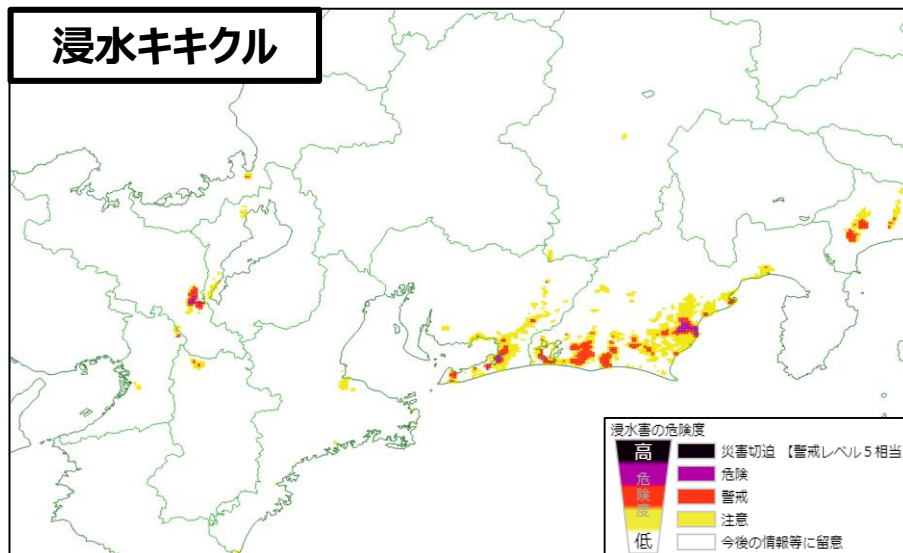 浸水キキクル
浸水害の危険度
高
危険度
低
災害切迫 【警戒レベル5相当
危険
警戒
注意
今後の情報等に留意